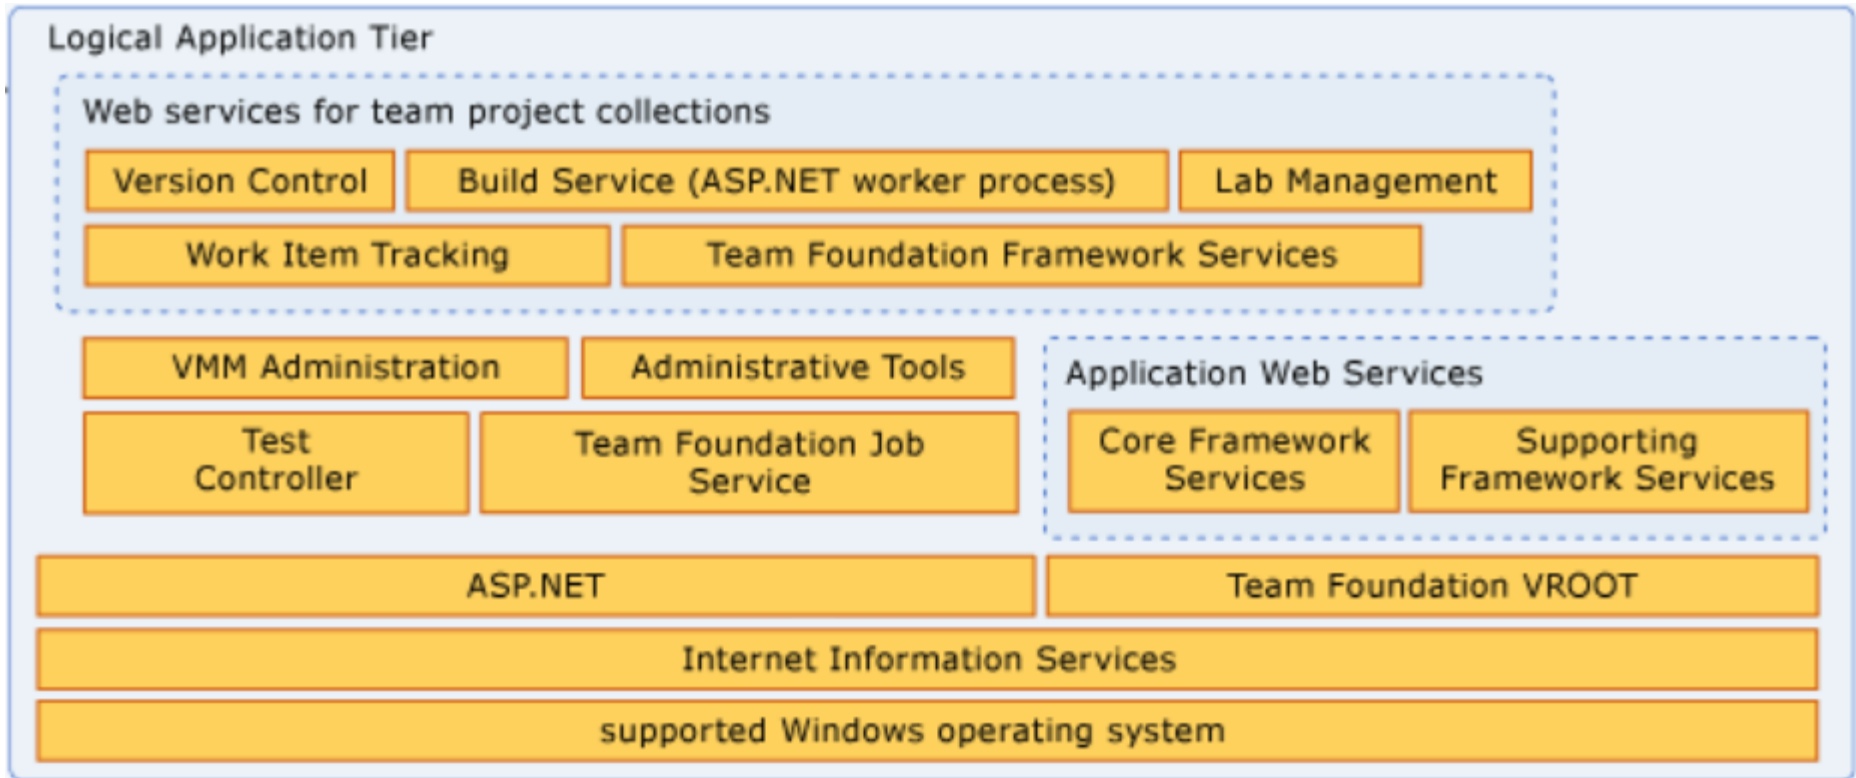 Logical Application Tier
Web services for team project collections
Version Control
Build Service (ASP.NET worker process)
Lab Management
Work Item Tracking
Team Foundation Framework Services
VMM Administration
Administrative Tools
Test
Controller
Team Foundation Job
Service
Application Web Services
Core Framework
Services
Supporting
Framework Services
ASP.NET
Team Foundation VROOT
Internet Information Services
supported Windows operating system